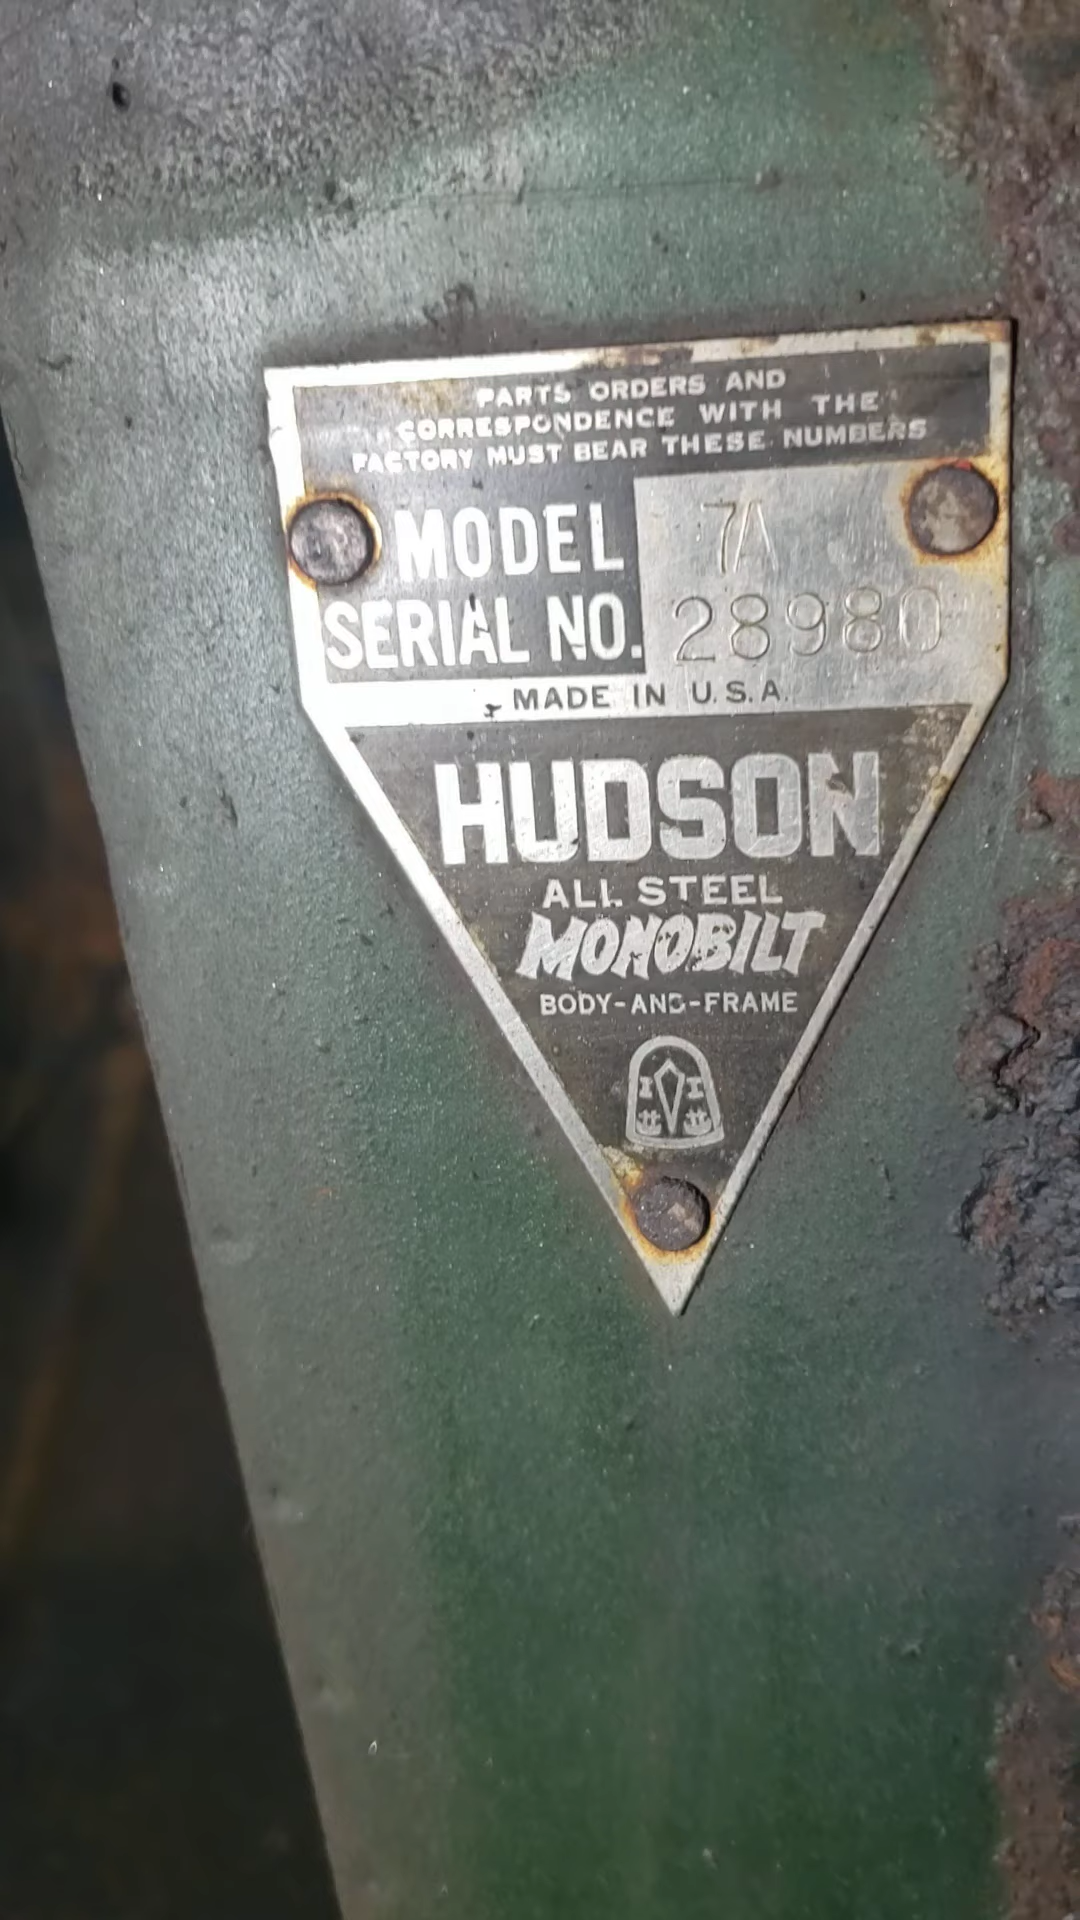 PARTS ORDERS AND
CORRESPONDENCE WITH THE
FACTORY MUST BEAR THESE NUMBERS
MODEL 7A
SERIAL NO. 28980
MADE IN U.S.A.
HUDSON
ALL STEEL
MONOBILT
BODY-AND-FRAME